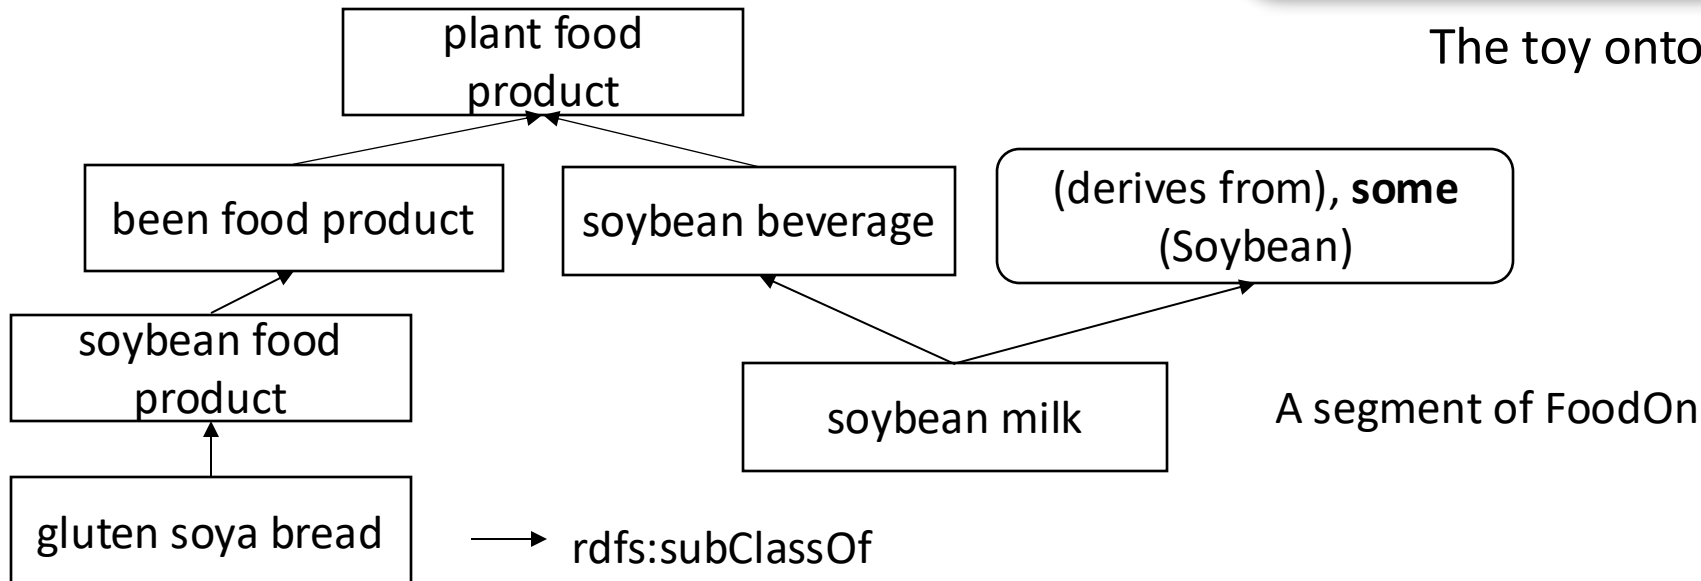 plant food
product
The toy onto
been food product
soybean beverage
(derives from), some
(Soybean)
soybean food
product
soybean milk
A segment of FoodOn
gluten soya bread
rdfs:subClassOf